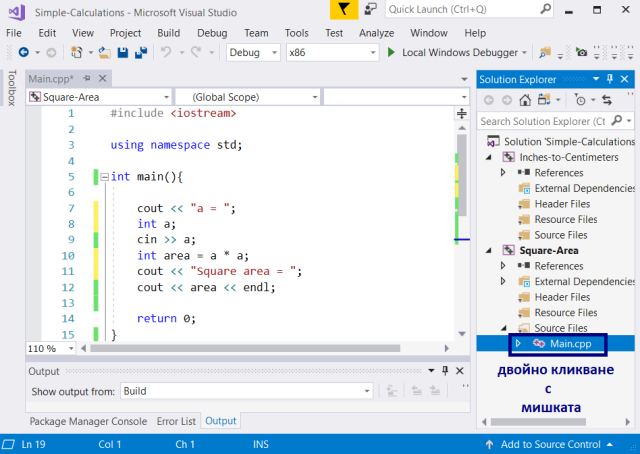 Simple-Calculations - Microsoft Visual Studio
Quick Launch (Ctrl+Q)
File Edit View Project Build Debug Team Tools Test Analyze Window Help
Debug x86 Local Windows Debugger
Toolbox
Main.cpp*
Square-Area (Global Scope)
1 #include <iostream>
2
3 using namespace std;
4
5 int main(){
6
7 cout << "a = ";
8 int a;
9 cin >> a;
10 int area = a * a;
11 cout << "Square area = ";
12 cout << area << endl;
13
14 return 0;
15 }
110 %
Output
Show output from: Build
Package Manager Console Error List Output
Solution Explorer
Search Solution Explorer (Ct
Solution 'Simple-Calculations
Inches-to-Centimeters
References
External Dependencies
Header Files
Resource Files
Source Files
Square-Area
References
External Dependencies
Header Files
Resource Files
Source Files
Main.cpp
двойно кликване
с
мишката
Ln 19 Col 1 Ch 1 INS Add to Source Control